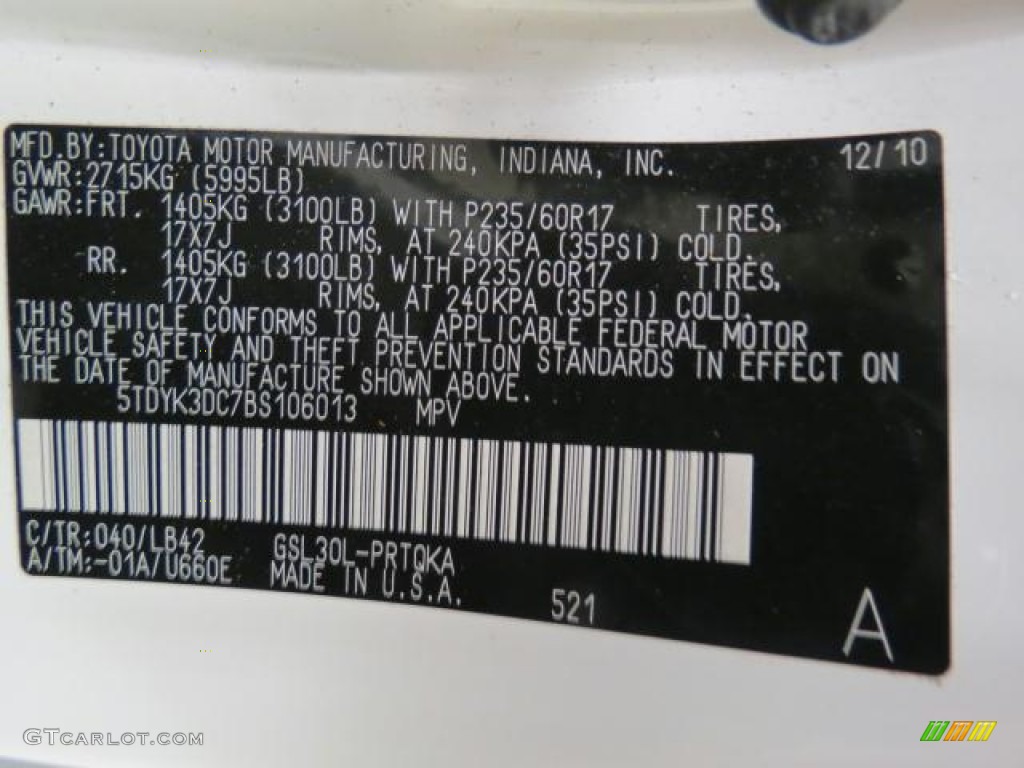 MFD.BY:TOYOTA MOTOR MANUFACTURING, INDIANA, INC. 12/10
GVWR:2715KG (5995LB)
GAWR:FRT. 1405KG (3100LB) WITH P235/60R17 TIRES,
17X7J RIMS, AT 240KPA (35PSI) COLD.
RR. 1405KG (3100LB) WITH P235/60R17 TIRES,
17X7J RIMS, AT 240KPA (35PSI) COLD.
THIS VEHICLE CONFORMS TO ALL APPLICABLE FEDERAL MOTOR
VEHICLE SAFETY AND THEFT PREVENTION STANDARDS IN EFFECT ON
THE DATE OF MANUFACTURE SHOWN ABOVE.
5TDYK3DC7BS106013 MPV
C/TR:040/LB42 GSL30L-PRTQKA
A/TM:-01A/U660E MADE IN U.S.A.
521
A
GTCARLOT.COM